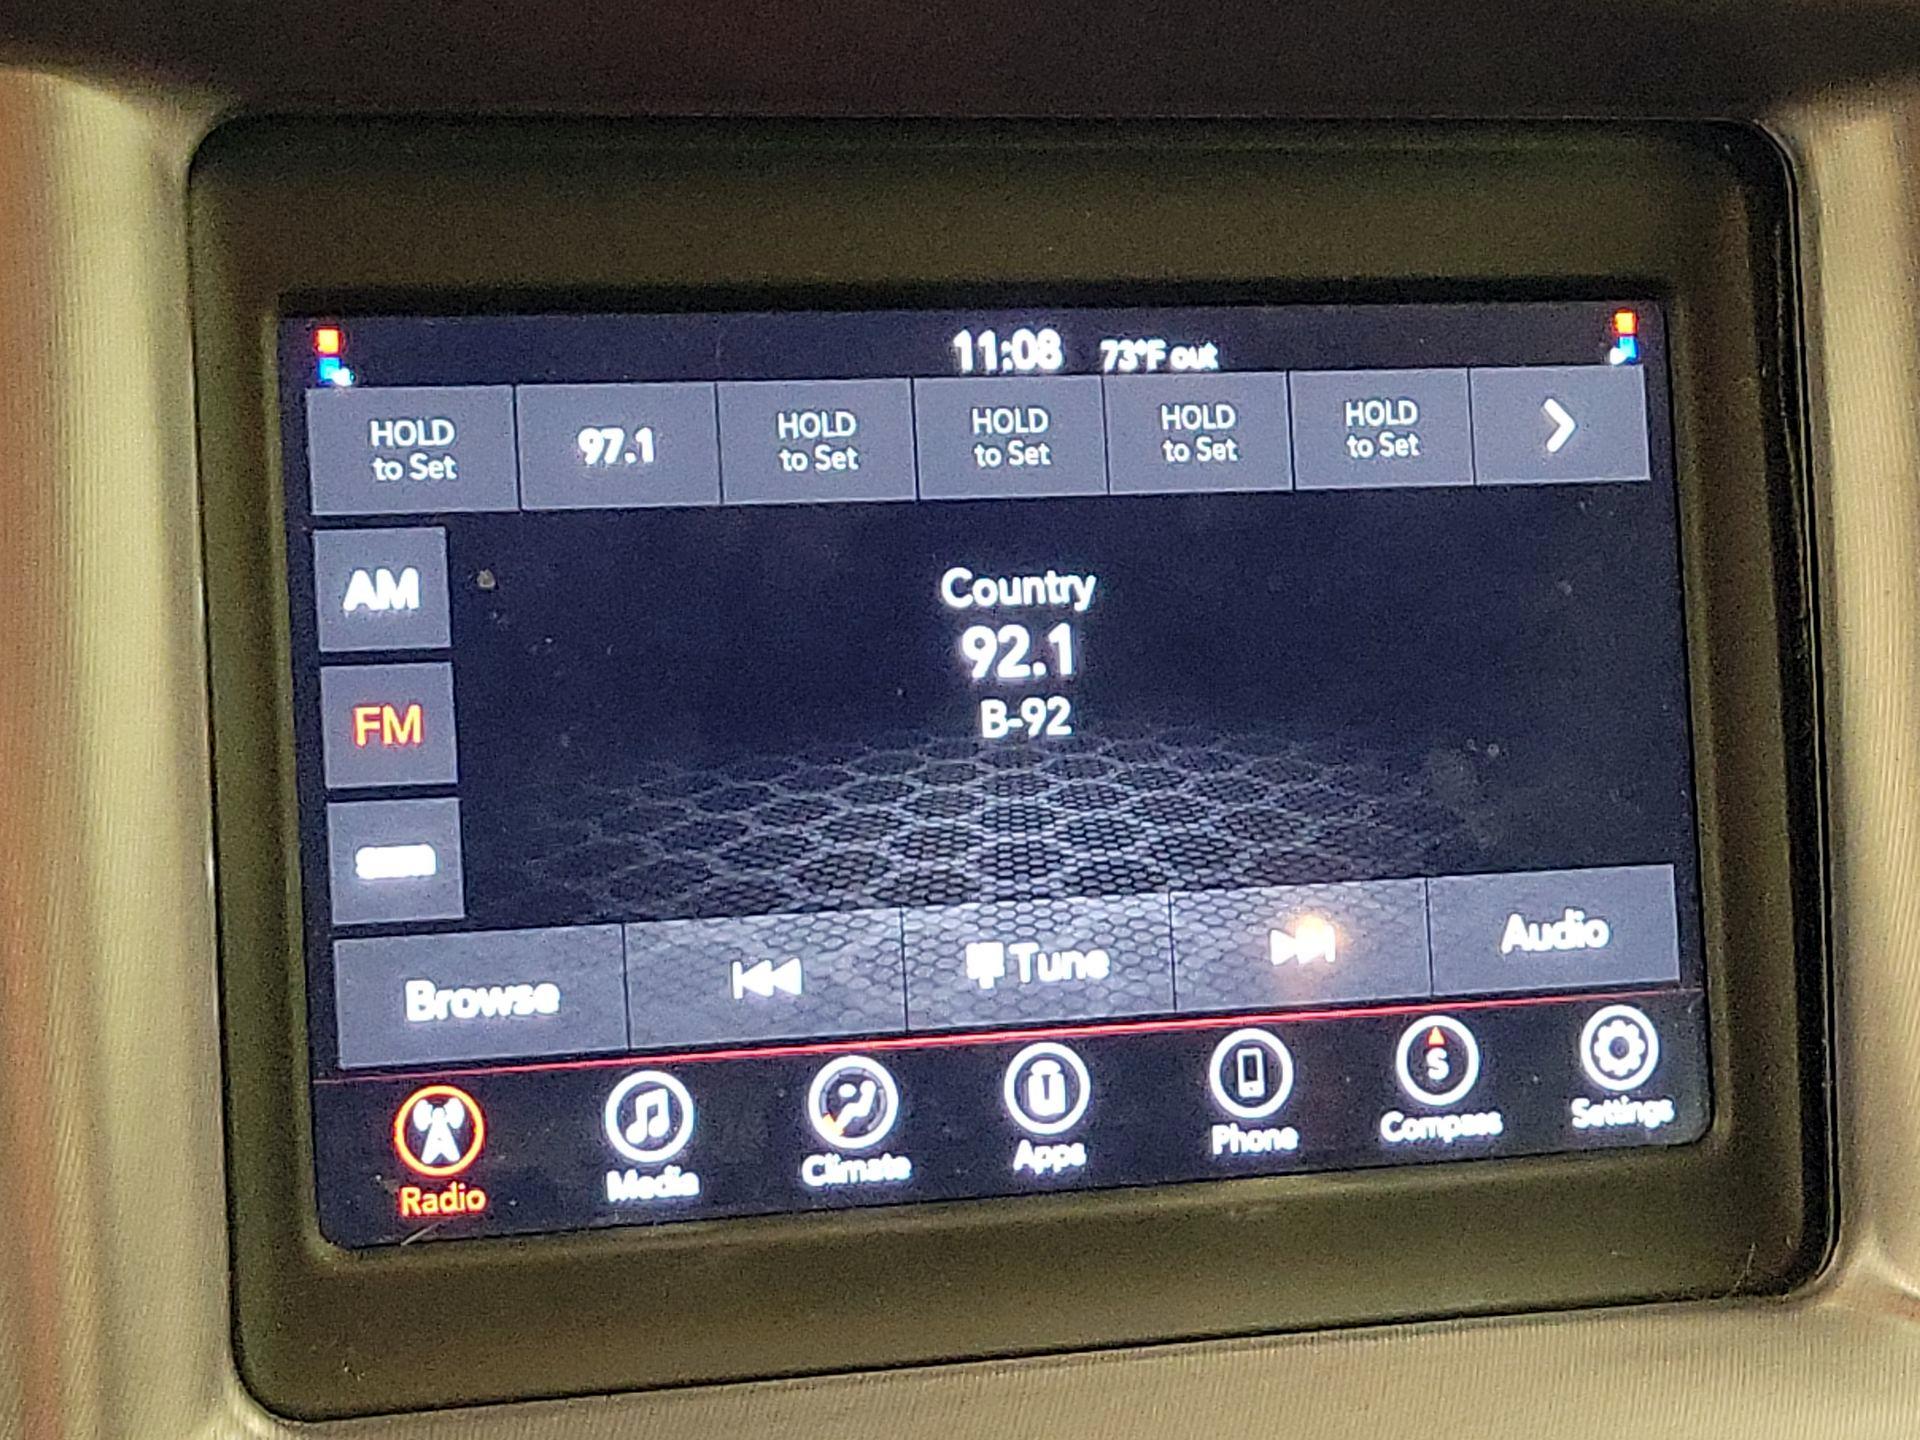 11:08 73°F out
HOLD to Set
97.1
HOLD to Set
HOLD to Set
HOLD to Set
HOLD to Set
AM
Country
92.1
FM
B-92
Browse
Tune
Audio
Radio
Media
Climate
Apps
Phone
S
Compass
Settings